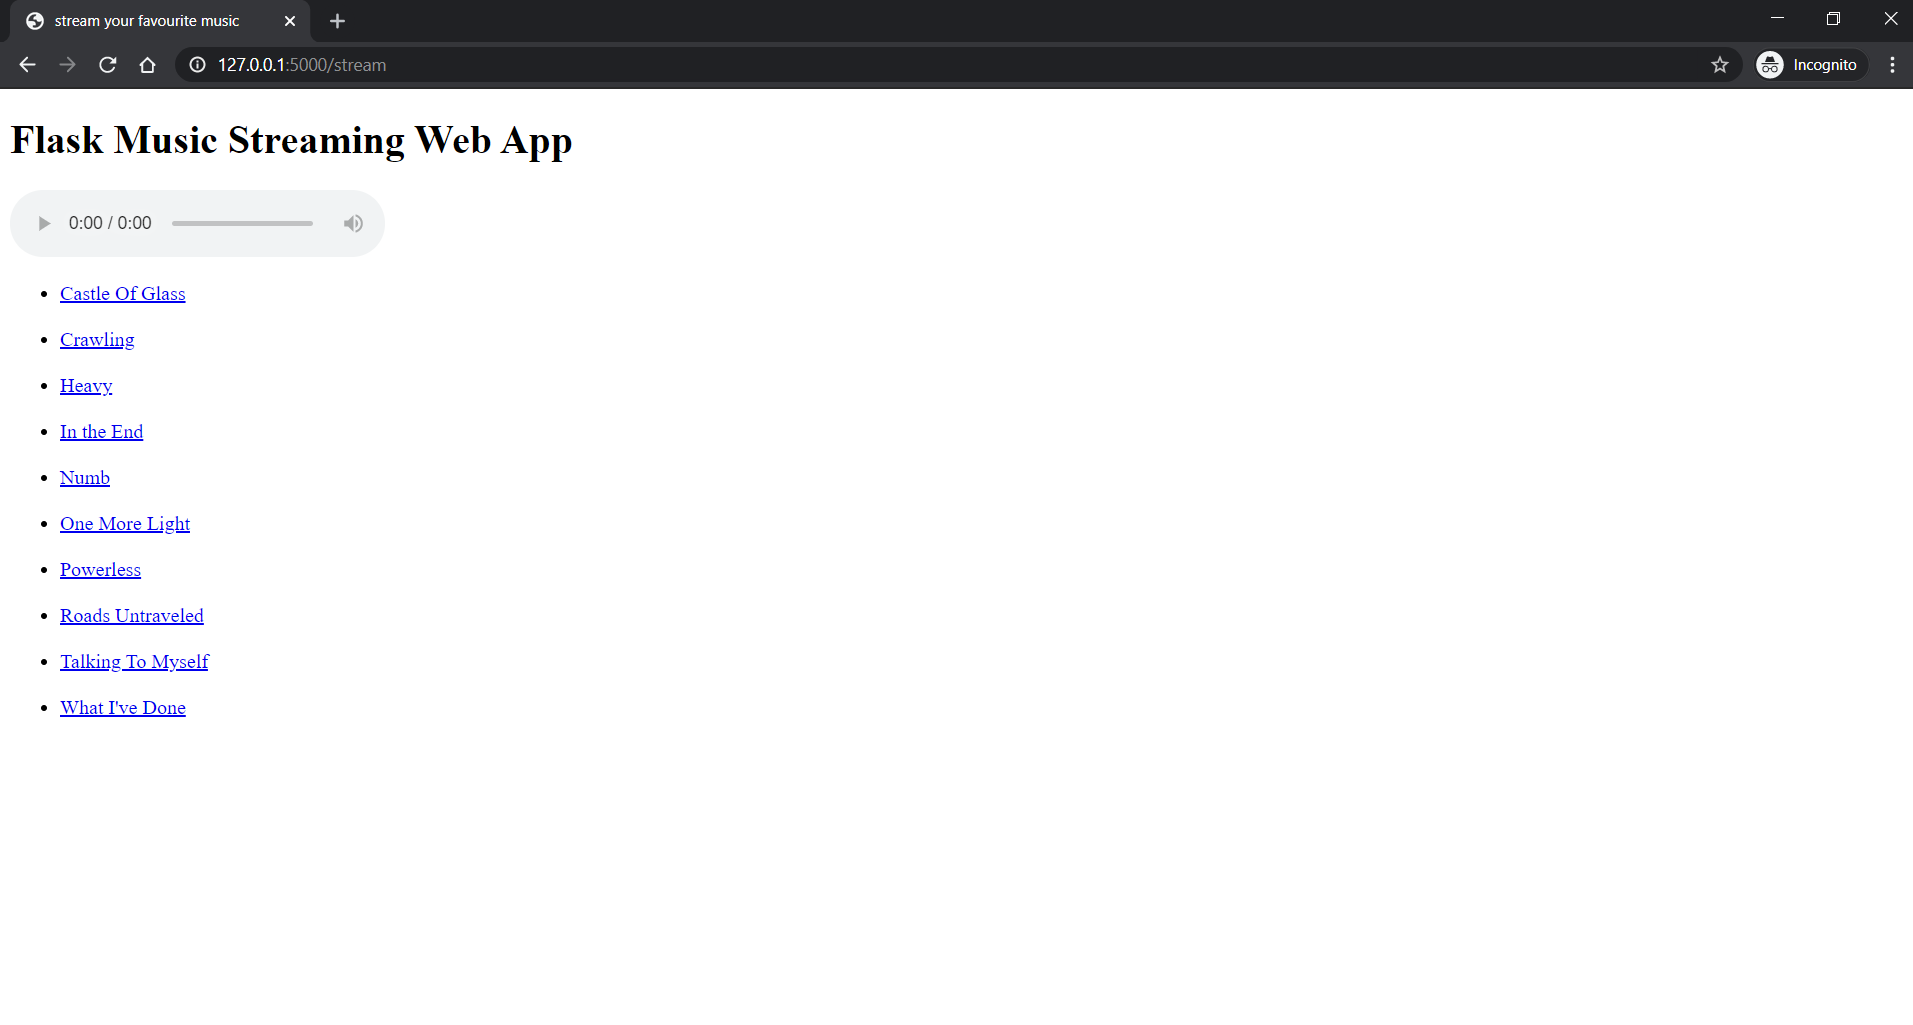 stream your favourite music
127.0.0.1:5000/stream
Incognito
Flask Music Streaming Web App
0:00 / 0:00
Castle Of Glass
Crawling
Heavy
In the End
Numb
One More Light
Powerless
Roads Untraveled
Talking To Myself
What I've Done